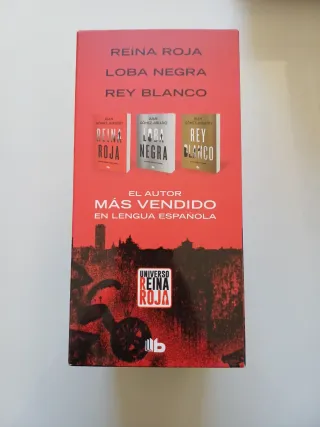 REINA ROJA
LOBA NEGRA
REY BLANCO
REINA
ROJA
LOBA
NEGRA
REY
BLANCO
EL AUTOR
MÁS VENDIDO
EN LENGUA ESPAÑOLA
UNIVERSO
REINA
ROJA
b